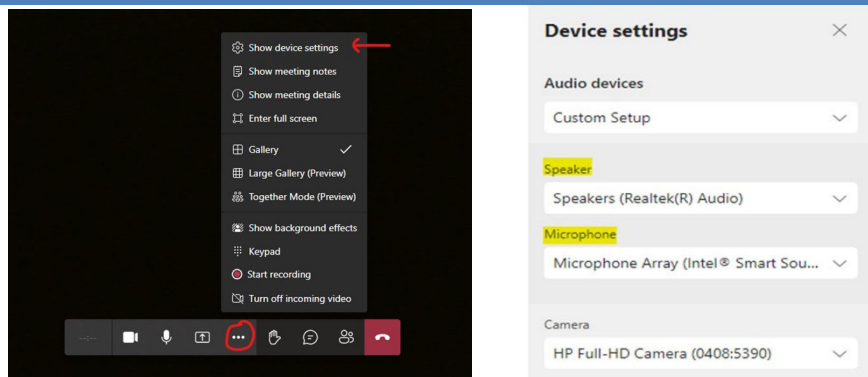 Show device settings
Show meeting notes
Show meeting details
Enter full screen
Gallery
Large Gallery (Preview)
Together Mode (Preview)
Show background effects
Keypad
Start recording
Turn off incoming video
--:--
Device settings
Audio devices
Custom Setup
Speaker
Speakers (Realtek(R) Audio)
Microphone
Microphone Array (Intel® Smart Sou...
Camera
HP Full-HD Camera (0408:5390)